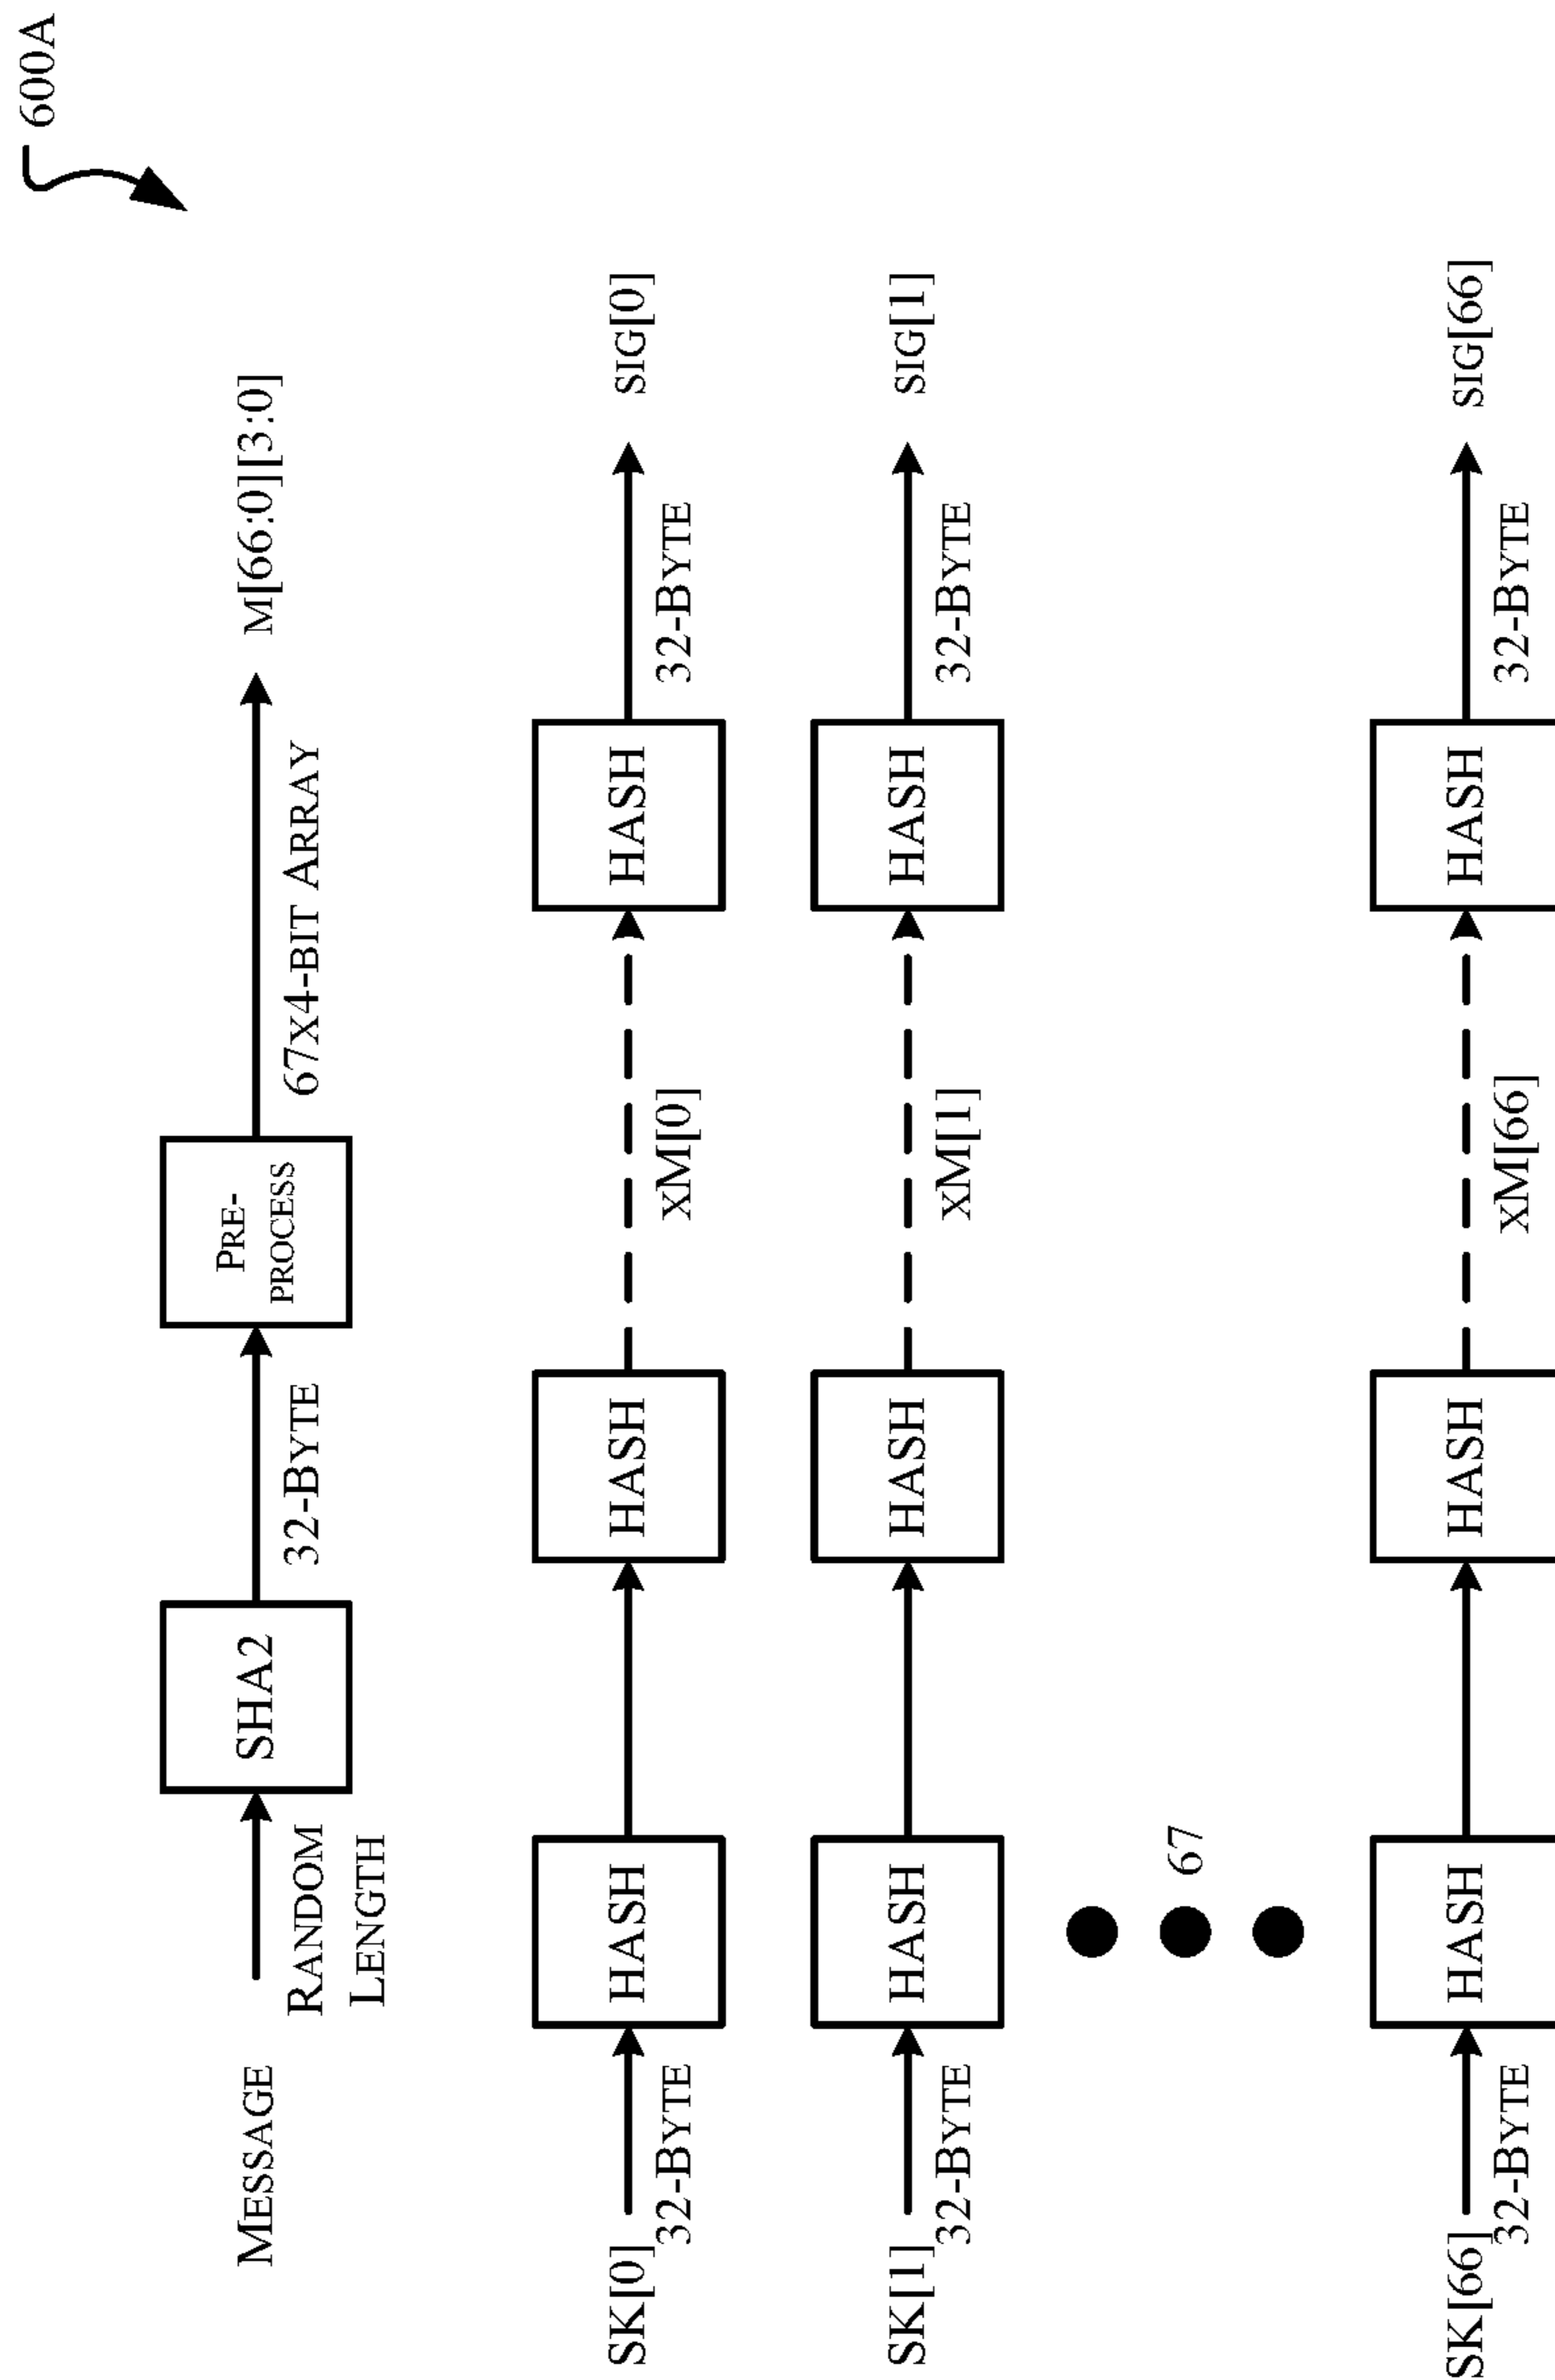 600A
MESSAGE
RANDOM
LENGTH
SHA2
32-BYTE
PRE-
PROCESS
67X4-BIT ARRAY
M[66:0][3:0]
SK[0]
32-BYTE
HASH
HASH
XM[0]
HASH
32-BYTE
SIG[0]
SK[1]
32-BYTE
HASH
HASH
XM[1]
HASH
32-BYTE
SIG[1]
67
SK[66]
32-BYTE
HASH
HASH
XM[66]
HASH
32-BYTE
SIG[66]